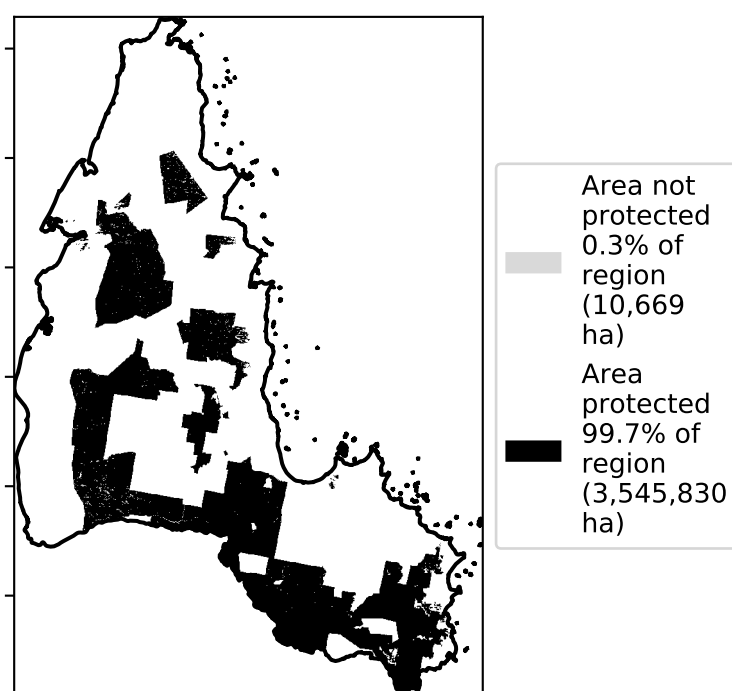 Area not
protected
0.3% of
region
(10,669
ha)
Area
protected
99.7% of
region
(3,545,830
ha)